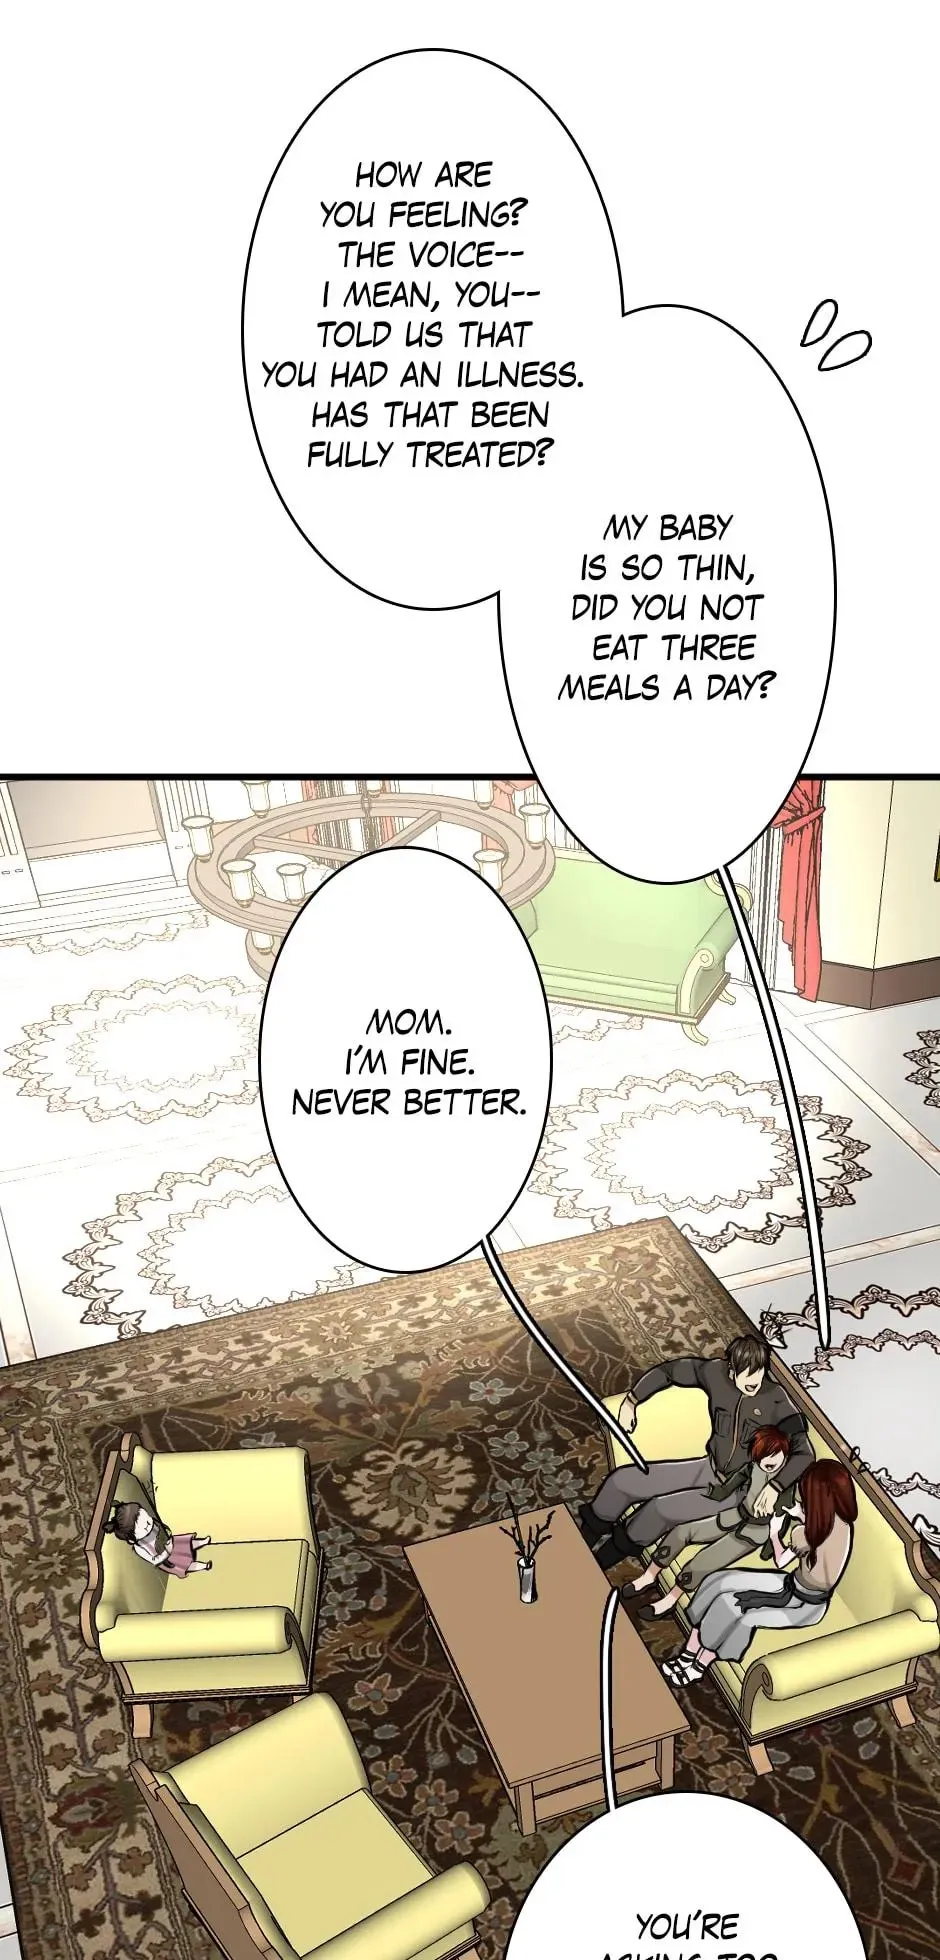 HOW ARE
YOU FEELING?
THE VOICE--
I MEAN, YOU--
TOLD US THAT
YOU HAD AN ILLNESS.
HAS THAT BEEN
FULLY TREATED?
MY BABY
IS SO THIN,
DID YOU NOT
EAT THREE
MEALS A DAY?
MOM.
I'M FINE.
NEVER BETTER.
YOU'RE
ASKING TOO